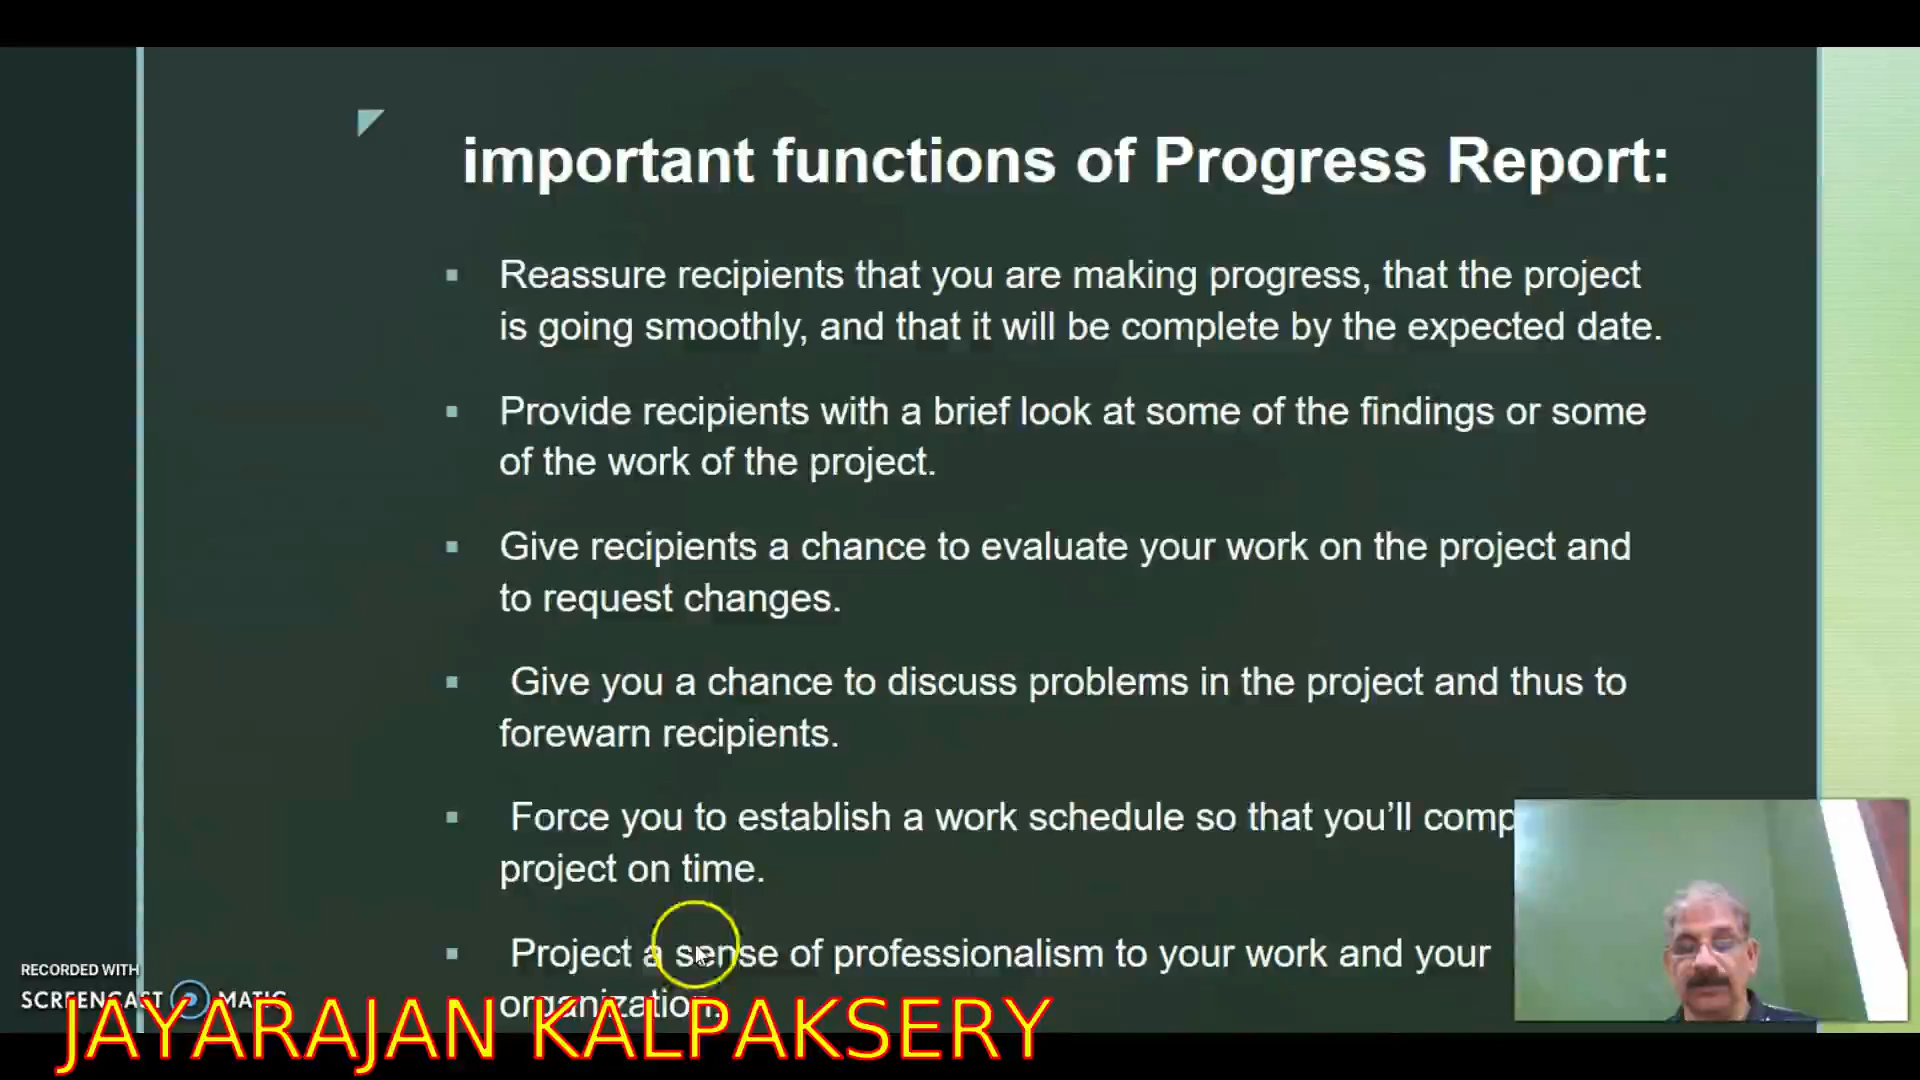 important functions of Progress Report:
Reassure recipients that you are making progress, that the project
is going smoothly, and that it will be complete by the expected date.
Provide recipients with a brief look at some of the findings or some
of the work of the project.
Give recipients a chance to evaluate your work on the project and
to request changes.
Give you a chance to discuss problems in the project and thus to
forewarn recipients.
Force you to establish a work schedule so that you’ll comp
project on time.
Project a sense of professionalism to your work and your
organization.
RECORDED WITH
SCREENCAST MATIC
JAYARAJAN KALPAKSERY